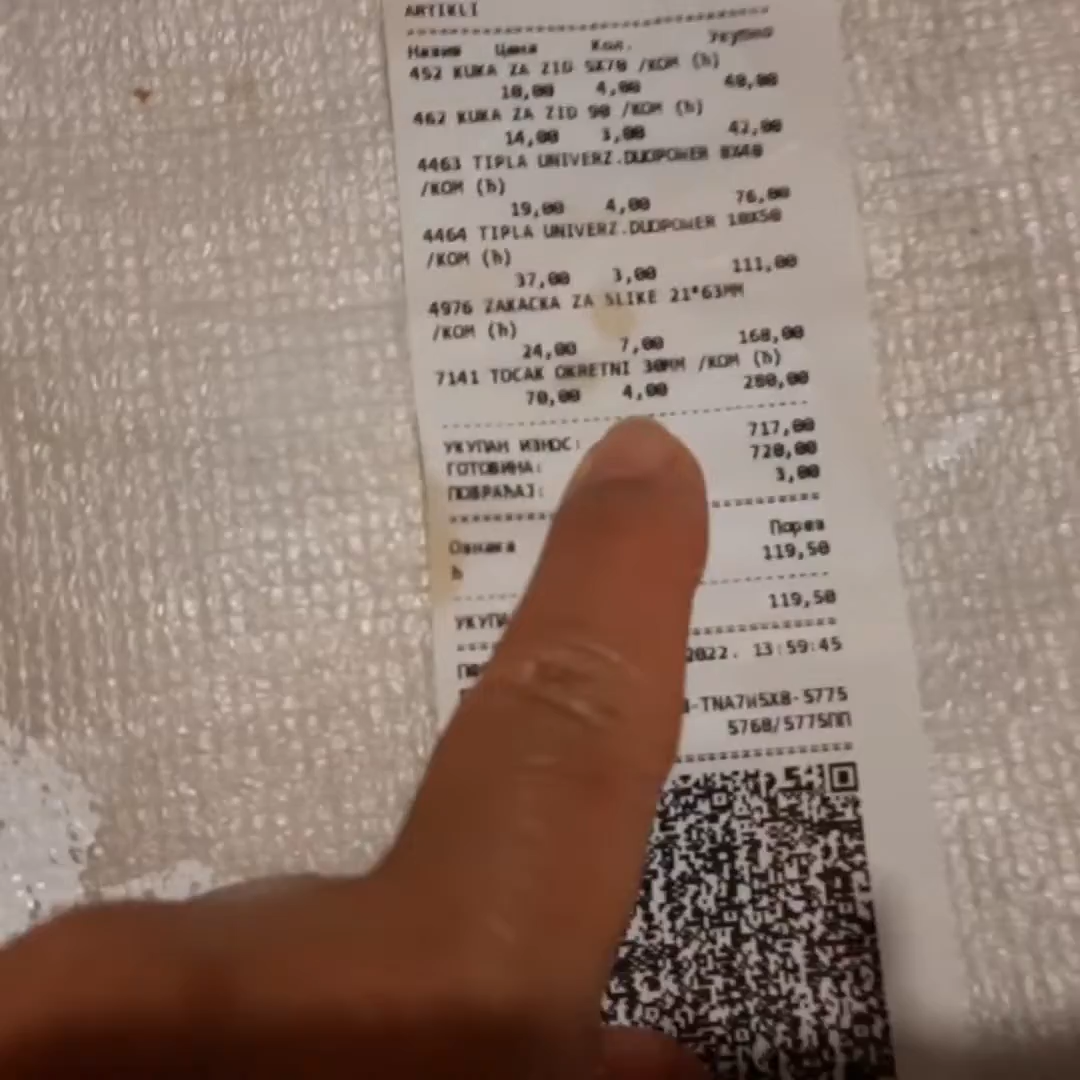 ARTIKLI
Назив Цена Кол. Укупно
452 KUKA ZA ZID 5X70 /KOM (Ђ)
10,00 4,00 40,00
462 KUKA ZA ZID 90 /KOM (Ђ)
14,00 3,00 42,00
4463 TIPLA UNIVERZ.DUOPOWER 8X40
/KOM (Ђ)
19,00 4,00 76,00
4464 TIPLA UNIVERZ.DUOPOWER 10X50
/KOM (Ђ)
37,00 3,00 111,00
4976 ZAKACKA ZA SLIKE 21*63MM
/KOM (Ђ)
24,00 7,00 168,00
7141 TOCAK OKRETNI 30MM /KOM (Ђ)
70,00 4,00 280,00
УКУПАН ИЗНОС: 717,00
ГОТОВИНА: 720,00
ПОВРАЋАЈ: 3,00
Ознака Порез
Ђ 119,50
119,50
2022. 13:59:45
-TNA7W5X8-5775
5768/5775ПП